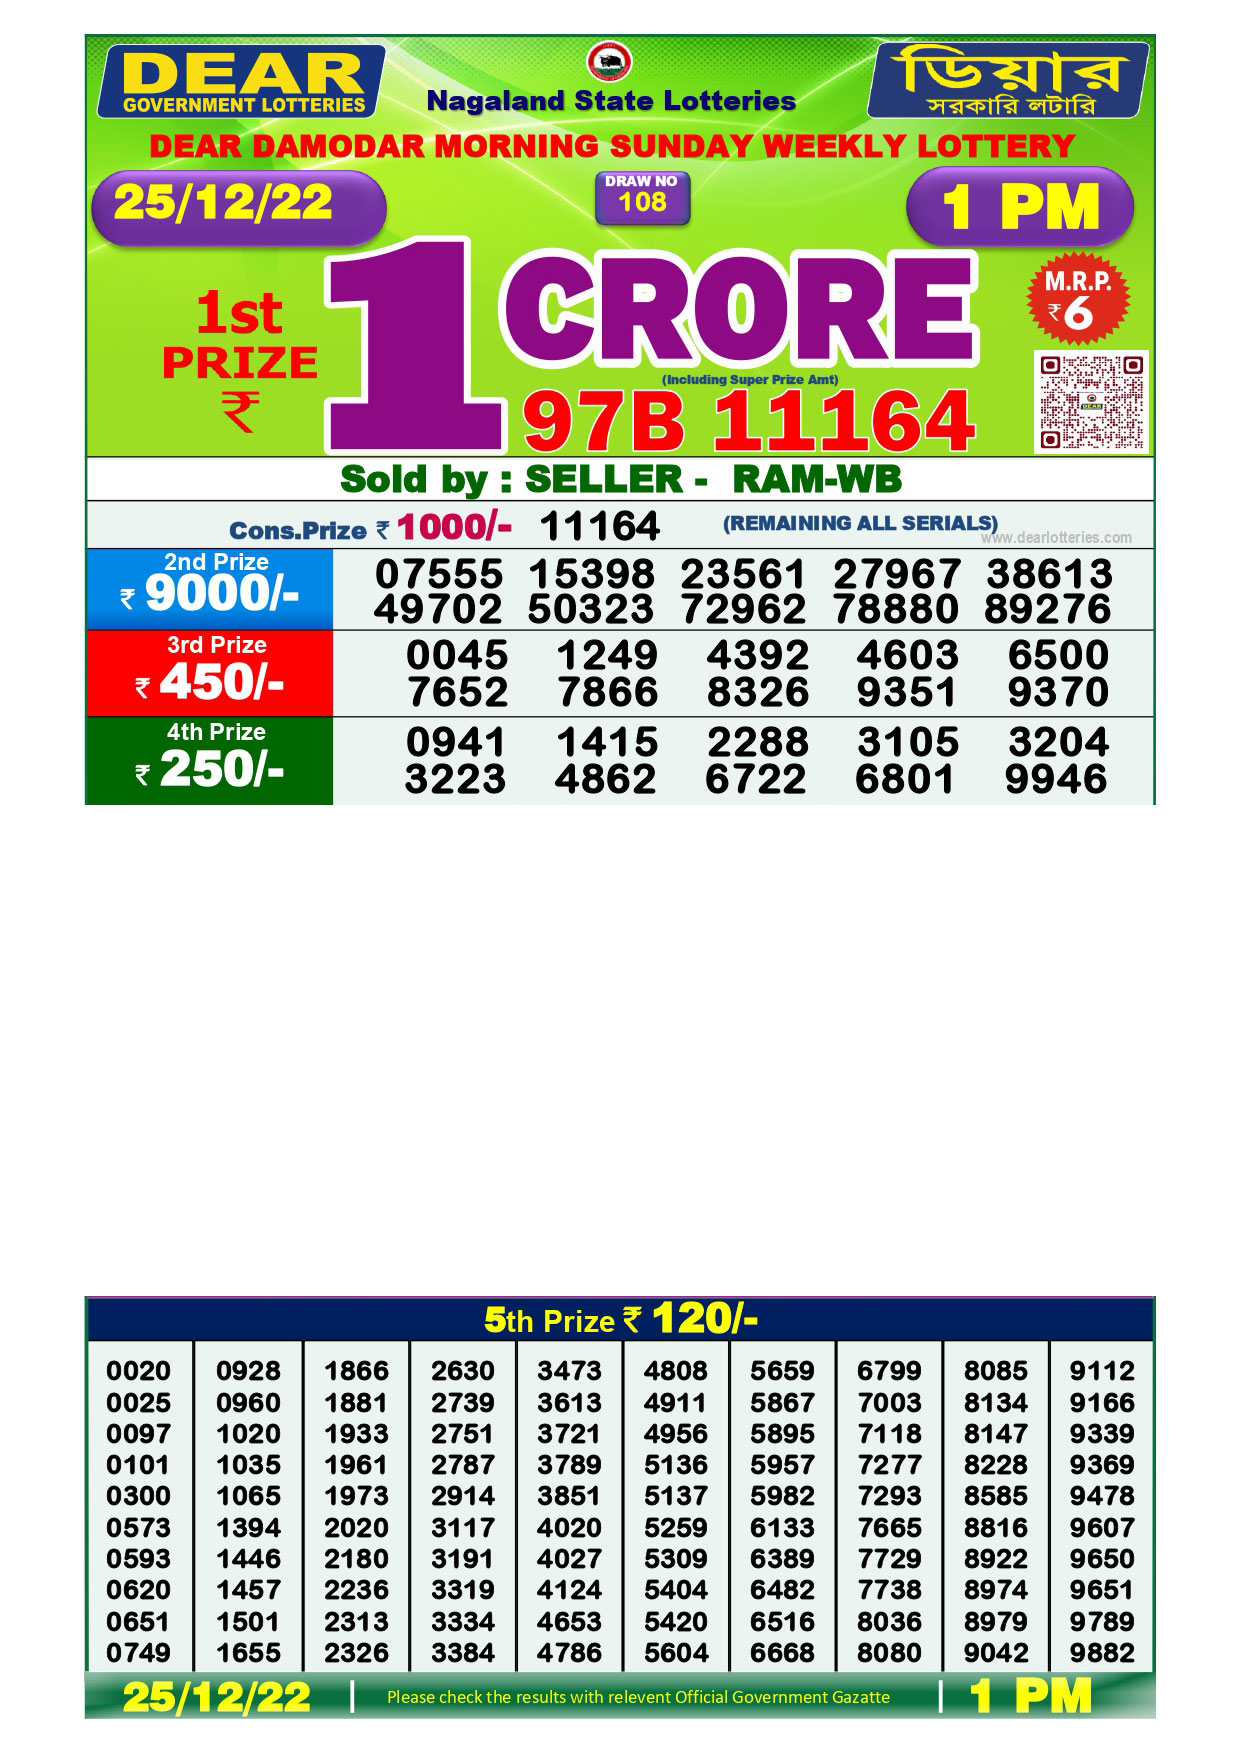 DEAR
GOVERNMENT LOTTERIES
Nagaland State Lotteries
ডিয়ার
সরকারি লটারি
DEAR DAMODAR MORNING SUNDAY WEEKLY LOTTERY
25/12/22
DRAW NO
108
1 PM
1st
PRIZE
₹
1 CRORE
(Including Super Prize Amt)
97B 11164
M.R.P.
₹ 6
DEAR
Sold by : SELLER - RAM-WB
Cons.Prize ₹ 1000/- 11164 (REMAINING ALL SERIALS)
www.dearlotteries.com
2nd Prize
₹ 9000/-
07555 15398 23561 27967 38613
49702 50323 72962 78880 89276
3rd Prize
₹ 450/-
0045 1249 4392 4603 6500
7652 7866 8326 9351 9370
4th Prize
₹ 250/-
0941 1415 2288 3105 3204
3223 4862 6722 6801 9946
5th Prize ₹ 120/-
0020 0928 1866 2630 3473 4808 5659 6799 8085 9112
0025 0960 1881 2739 3613 4911 5867 7003 8134 9166
0097 1020 1933 2751 3721 4956 5895 7118 8147 9339
0101 1035 1961 2787 3789 5136 5957 7277 8228 9369
0300 1065 1973 2914 3851 5137 5982 7293 8585 9478
0573 1394 2020 3117 4020 5259 6133 7665 8816 9607
0593 1446 2180 3191 4027 5309 6389 7729 8922 9650
0620 1457 2236 3319 4124 5404 6482 7738 8974 9651
0651 1501 2313 3334 4653 5420 6516 8036 8979 9789
0749 1655 2326 3384 4786 5604 6668 8080 9042 9882
25/12/22 | Please check the results with relevent Official Government Gazatte | 1 PM